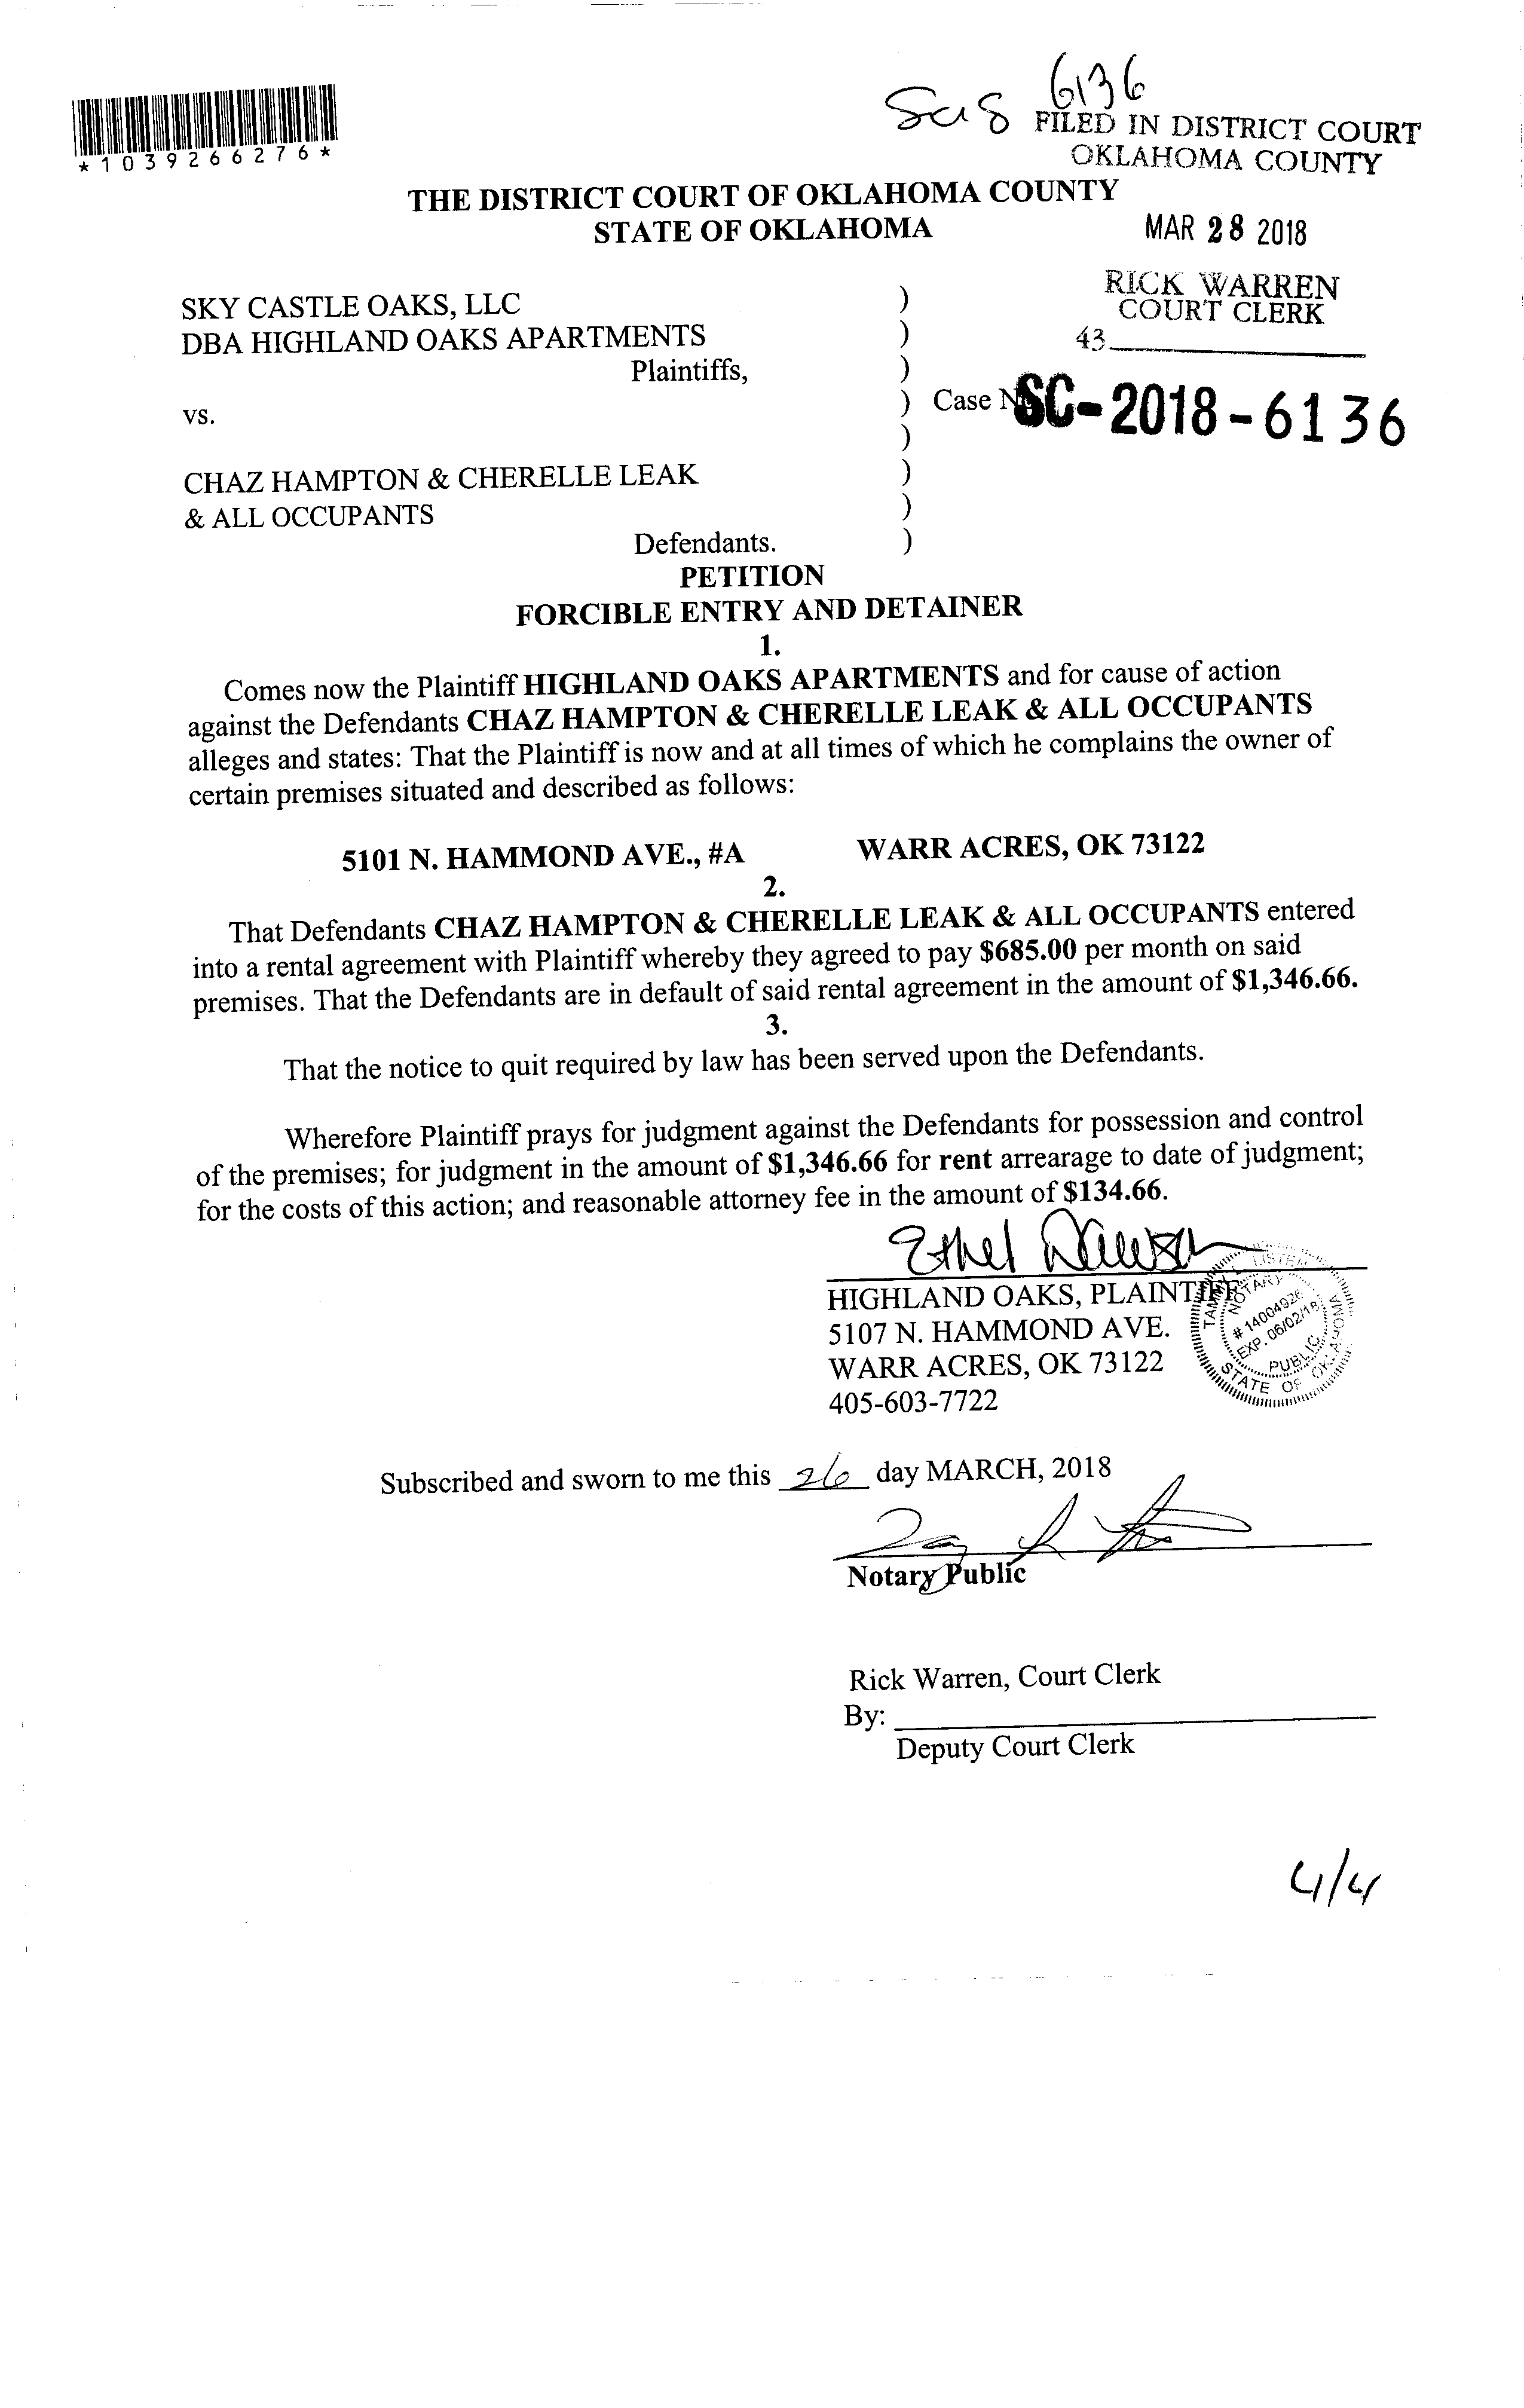 6136
FILED IN DISTRICT COURT
OKLAHOMA COUNTY
*1039266276*
THE DISTRICT COURT OF OKLAHOMA COUNTY
STATE OF OKLAHOMA
MAR 28 2018
RICK WARREN
COURT CLERK
43
SKY CASTLE OAKS, LLC )
DBA HIGHLAND OAKS APARTMENTS )
Plaintiffs, )
) Case SC-2018-6136
vs.
)
CHAZ HAMPTON & CHERELLE LEAK )
& ALL OCCUPANTS )
Defendants. )
PETITION
FORCIBLE ENTRY AND DETAINER
1.
Comes now the Plaintiff HIGHLAND OAKS APARTMENTS and for cause of action
against the Defendants CHAZ HAMPTON & CHERELLE LEAK & ALL OCCUPANTS
alleges and states: That the Plaintiff is now and at all times of which he complains the owner of
certain premises situated and described as follows:
5101 N. HAMMOND AVE., #A WARR ACRES, OK 73122
2.
That Defendants CHAZ HAMPTON & CHERELLE LEAK & ALL OCCUPANTS entered
into a rental agreement with Plaintiff whereby they agreed to pay $685.00 per month on said
premises. That the Defendants are in default of said rental agreement in the amount of $1,346.66.
3.
That the notice to quit required by law has been served upon the Defendants.
Wherefore Plaintiff prays for judgment against the Defendants for possession and control
of the premises; for judgment in the amount of $1,346.66 for rent arrearage to date of judgment;
for the costs of this action; and reasonable attorney fee in the amount of $134.66.
Ethel Dawson
HIGHLAND OAKS, PLAINTIFF
5107 N. HAMMOND AVE.
WARR ACRES, OK 73122
405-603-7722
NOTARY
# 14004926
EXP. 06/02/18
PUBLIC
STATE OF OKLAHOMA
Subscribed and sworn to me this 26 day MARCH, 2018
Notary Public
Rick Warren, Court Clerk
By:
Deputy Court Clerk
4/4